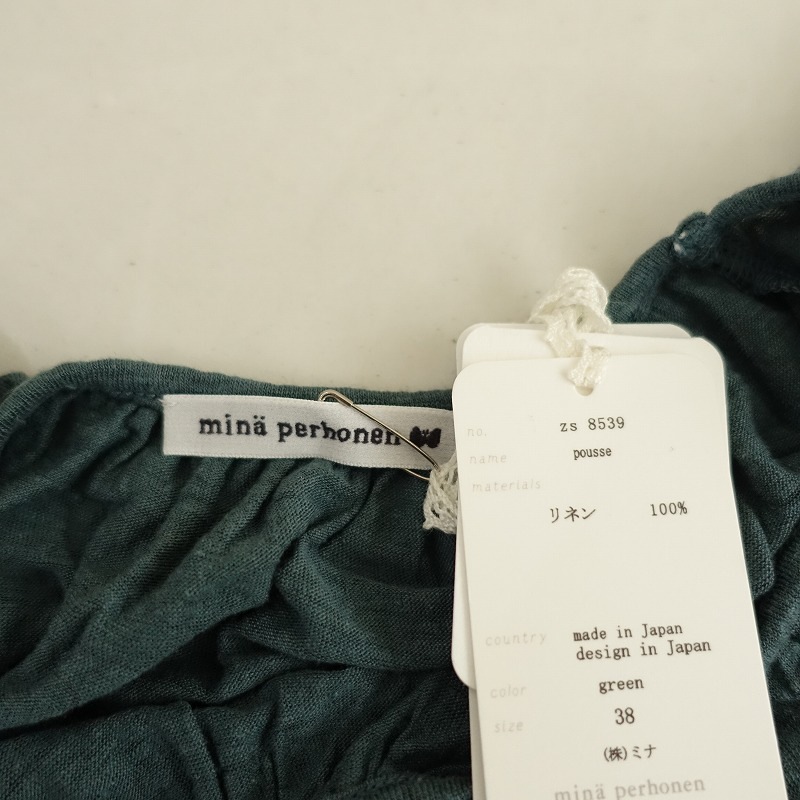 minä perhonen
no. zs 8539
name pousse
materials
リネン 100%
country made in Japan
design in Japan
color green
size 38
(株)ミナ
minä perhonen